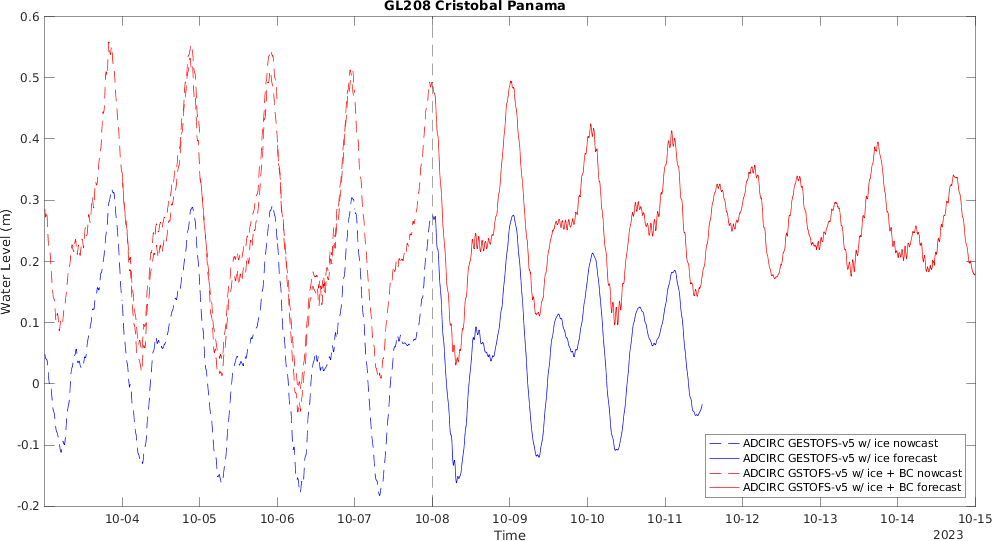 GL208 Cristobal Panama
0.6
0.5
0.4
0.3
0.2
0.1
0
-0.1
-0.2
Water Level (m)
10-04 10-05 10-06 10-07 10-08 10-09 10-10 10-11 10-12 10-13 10-14 10-15
Time
2023
ADCIRC GESTOFS-v5 w/ ice nowcast
ADCIRC GESTOFS-v5 w/ ice forecast
ADCIRC GSTOFS-v5 w/ ice + BC nowcast
ADCIRC GSTOFS-v5 w/ ice + BC forecast